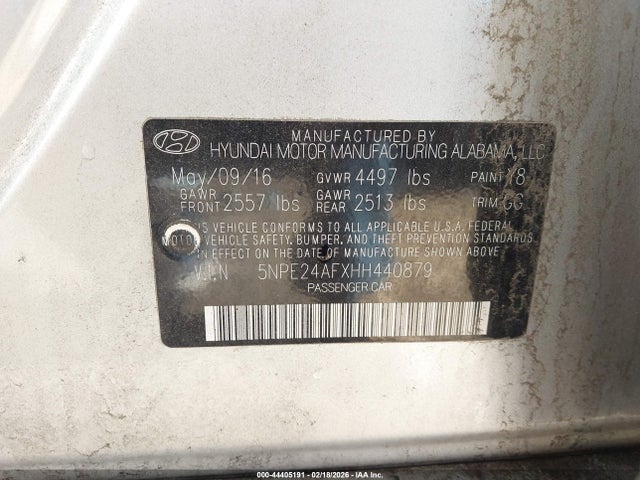 MANUFACTURED BY
HYUNDAI MOTOR MANUFACTURING ALABAMA, LLC
May/09/16 GVWR 4497 lbs PAINT Y8
GAWR FRONT 2557 lbs GAWR REAR 2513 lbs TRIM GG
THIS VEHICLE CONFORMS TO ALL APPLICABLE U.S.A. FEDERAL
MOTOR VEHICLE SAFETY, BUMPER, AND THEFT PREVENTION
STANDARDS IN EFFECT ON THE DATE OF MANUFACTURE SHOWN ABOVE.
V.I.N 5NPE24AFXHH440879
PASSENGER CAR
000-44405191 - 02/18/2026 - IAA Inc.